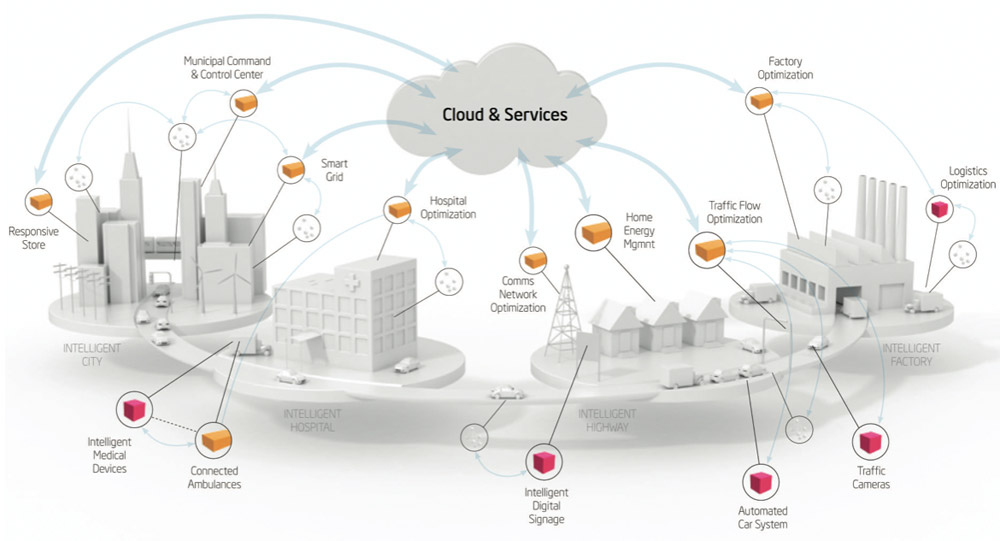 Municipal Command
& Control Center
Cloud & Services
Factory
Optimization
Smart
Grid
Hospital
Optimization
Logistics
Optimization
Responsive
Store
Home
Energy
Mgmnt
Traffic Flow
Optimization
Comms
Network
Optimization
INTELLIGENT
CITY
INTELLIGENT
FACTORY
INTELLIGENT
HOSPITAL
INTELLIGENT
HIGHWAY
Intelligent
Medical
Devices
Connected
Ambulances
Intelligent
Digital
Signage
Automated
Car System
Traffic
Cameras